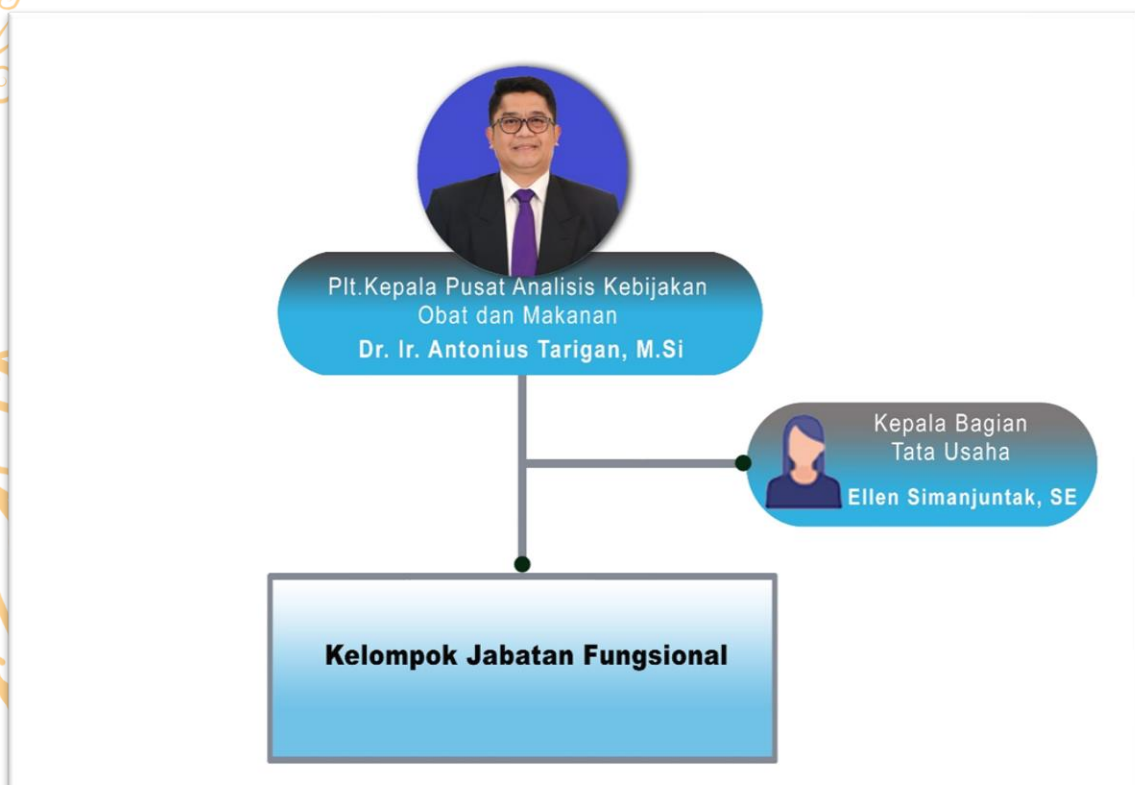 Plt.Kepala Pusat Analisis Kebijakan
Obat dan Makanan
Dr. Ir. Antonius Tarigan, M.Si
Kepala Bagian
Tata Usaha
Ellen Simanjuntak, SE
Kelompok Jabatan Fungsional